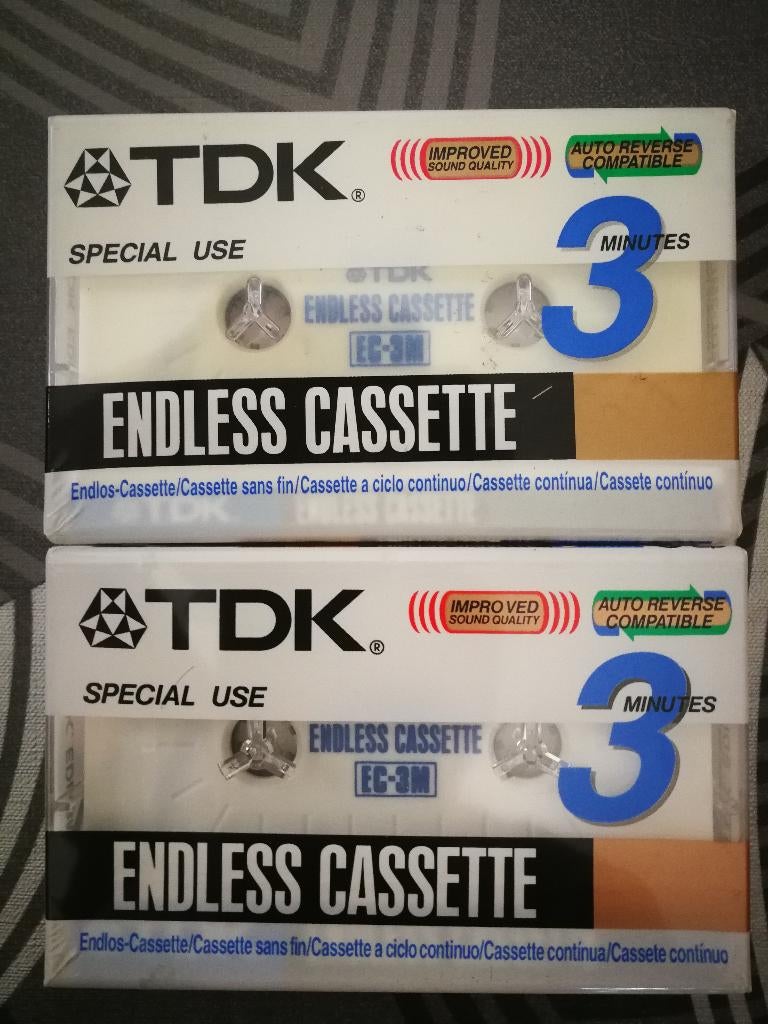 TDK®
IMPROVED
SOUND QUALITY
AUTO REVERSE
COMPATIBLE
SPECIAL USE
3
MINUTES
TDK
ENDLESS CASSETTE
EC-3M
ENDLESS CASSETTE
Endlos-Cassette/Cassette sans fin/Cassette a ciclo continuo/Cassette contínua/Cassete contínuo
TDK
TDK®
IMPROVED
SOUND QUALITY
AUTO REVERSE
COMPATIBLE
SPECIAL USE
3
MINUTES
ENDLESS CASSETTE
EC-3M
ENDLESS CASSETTE
Endlos-Cassette/Cassette sans fin/Cassette a ciclo continuo/Cassette contínua/Cassete contínuo